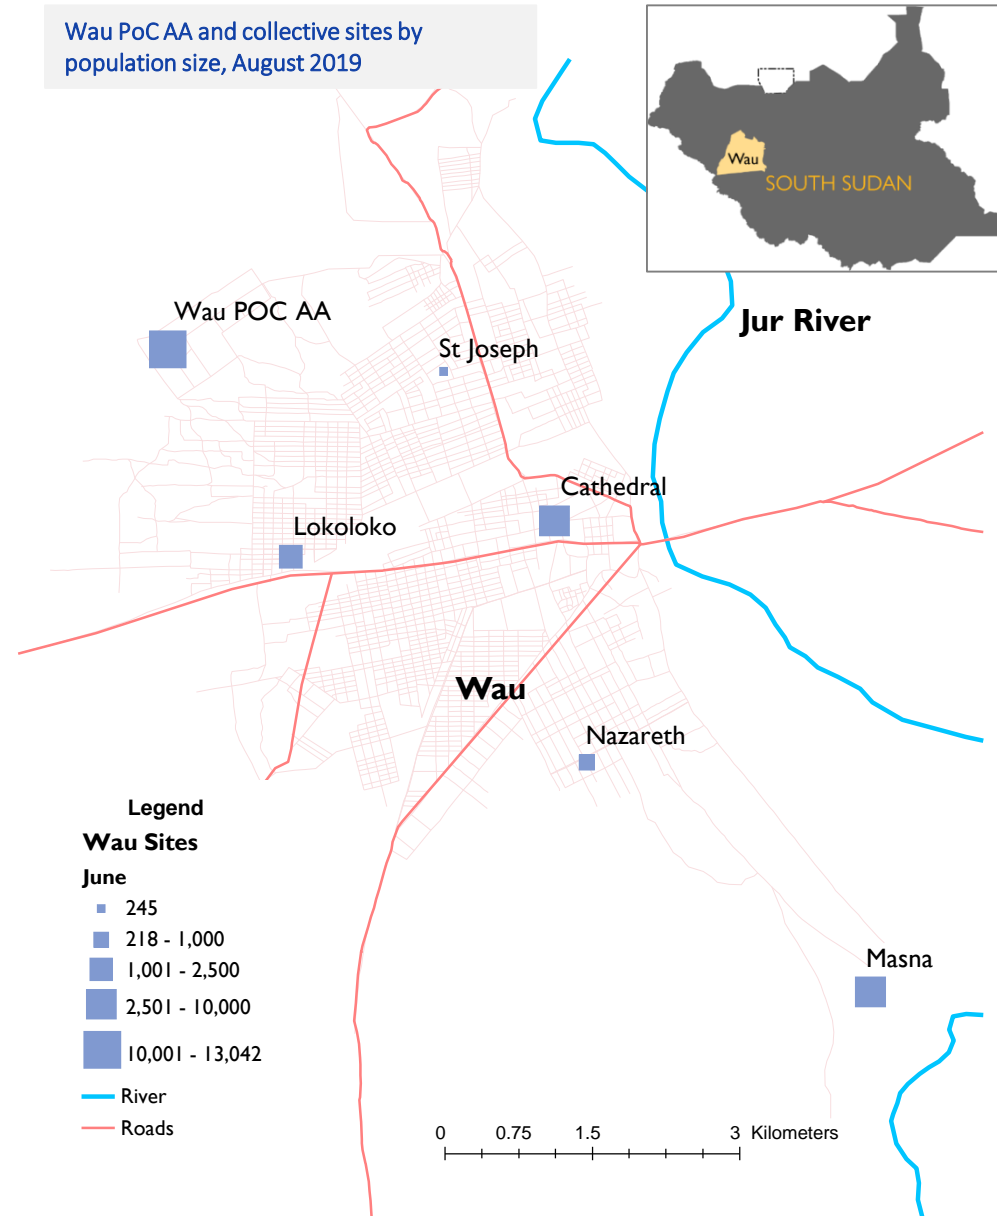 Wau PoC AA and collective sites by
population size, August 2019
Wau
SOUTH SUDAN
Wau POC AA
Jur River
St Joseph
Cathedral
Lokoloko
Wau
Nazareth
Masna
Legend
Wau Sites
June
245
218 - 1,000
1,001 - 2,500
2,501 - 10,000
10,001 - 13,042
River
Roads
0 0.75 1.5 3 Kilometers